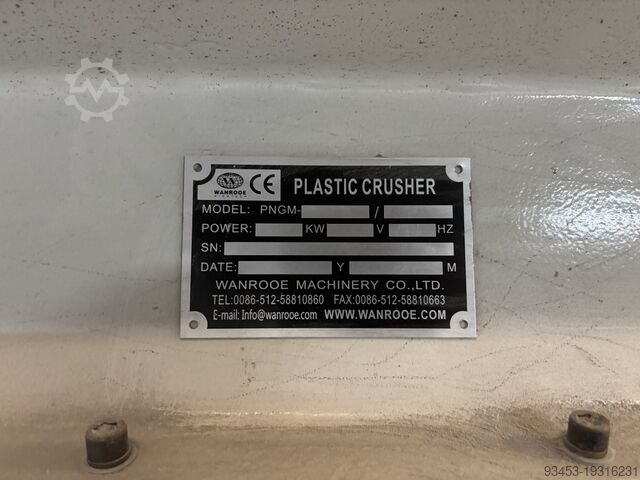 WANROOE
CE
PLASTIC CRUSHER
MODEL: PNGM- /
POWER: KW V HZ
SN:
DATE: Y M
WANROOE MACHINERY CO.,LTD.
TEL:0086-512-58810860 FAX:0086-512-58810663
E-mail: Info@wanrooe.com WWW.WANROOE.COM
93453-19316231